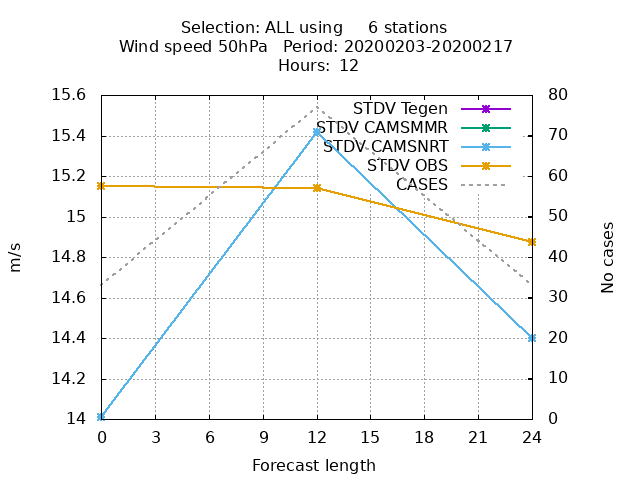 Selection: ALL using     6 stations
Wind speed 50hPa   Period: 20200203-20200217
Hours:  12
STDV Tegen
STDV CAMSMMR
STDV CAMSNRT
STDV OBS
CASES
15.6
15.4
15.2
15
14.8
14.6
14.4
14.2
14
80
70
60
50
40
30
20
10
0
m/s
No cases
0 3 6 9 12 15 18 21 24
Forecast length